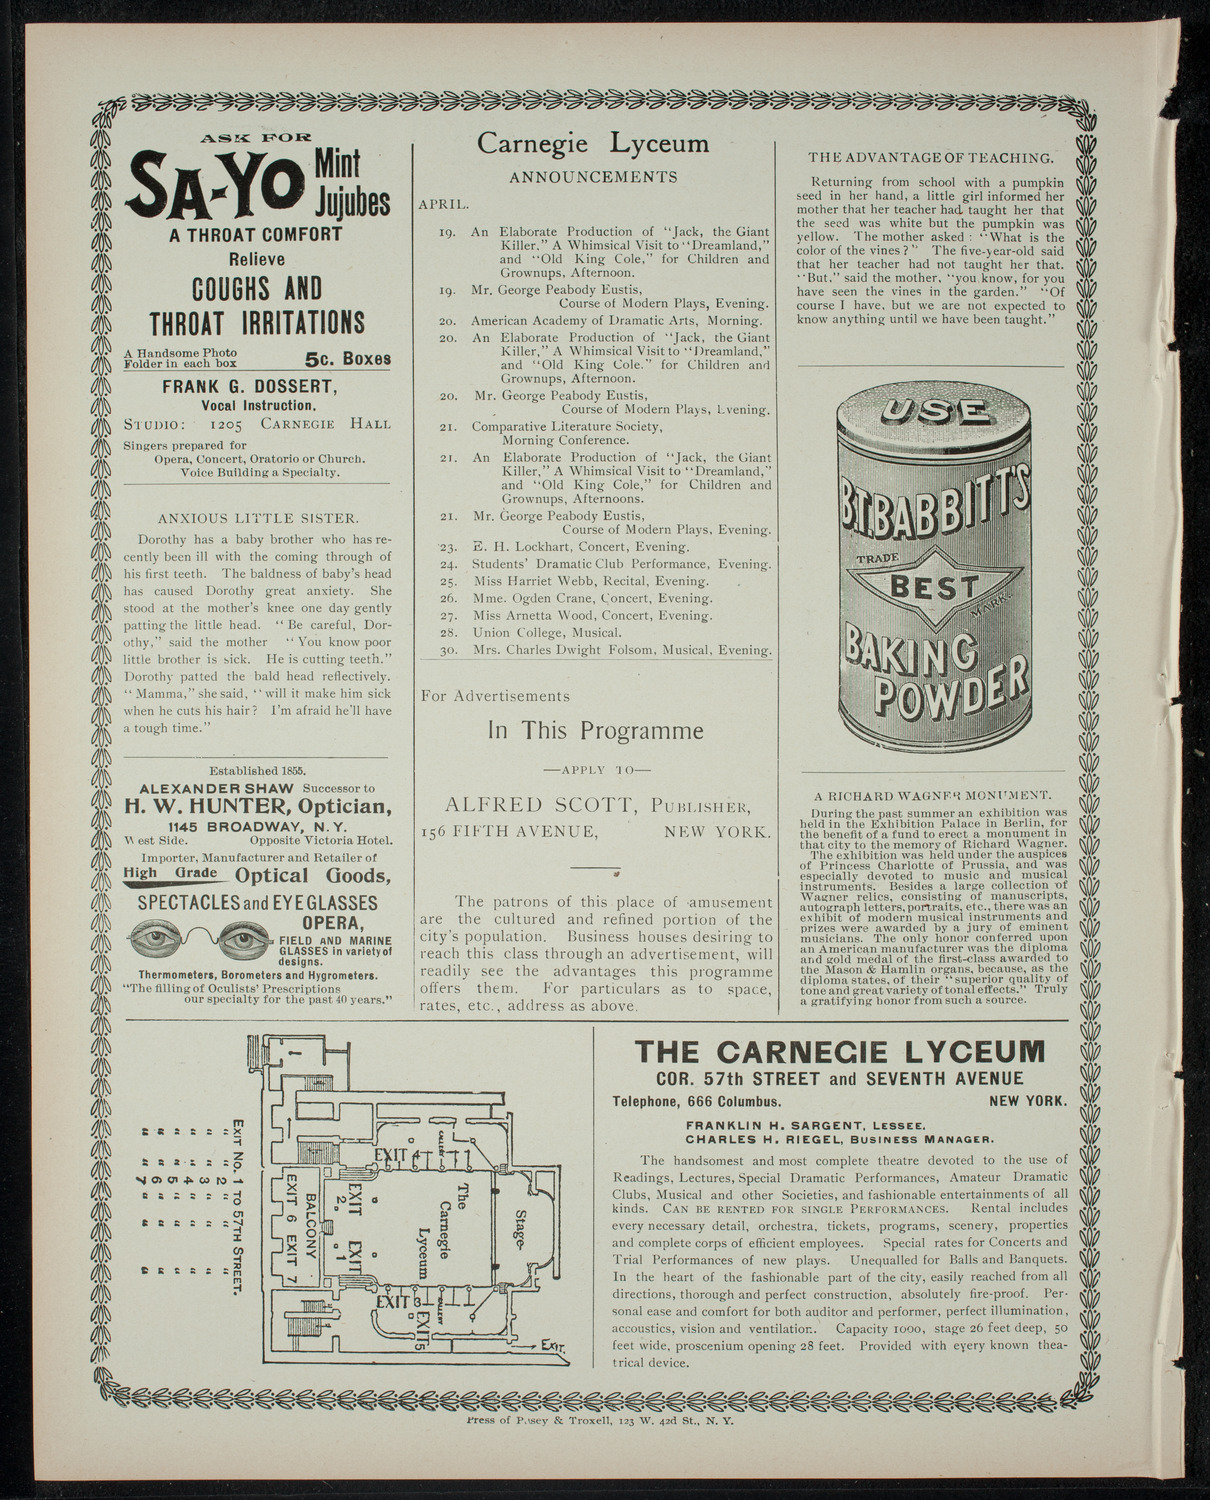 ASK FOR
SA-YO Mint
Jujubes
A THROAT COMFORT
Relieve
COUGHS AND
THROAT IRRITATIONS
A Handsome Photo
Folder in each box
5c. Boxes
FRANK G. DOSSERT,
Vocal Instruction.
STUDIO: 1205 CARNEGIE HALL
Singers prepared for
Opera, Concert, Oratorio or Church.
Voice Building a Specialty.
ANXIOUS LITTLE SISTER.
Dorothy has a baby brother who has re-
cently been ill with the coming through of
his first teeth. The baldness of baby's head
has caused Dorothy great anxiety. She
stood at the mother's knee one day gently
patting the little head. "Be careful, Dor-
othy," said the mother "You know poor
little brother is sick. He is cutting teeth."
Dorothy patted the bald head reflectively.
"Mamma," she said, "will it make him sick
when he cuts his hair? I'm afraid he'll have
a tough time."
Established 1855.
ALEXANDER SHAW Successor to
H. W. HUNTER, Optician,
1145 BROADWAY, N. Y.
West Side. Opposite Victoria Hotel.
Importer, Manufacturer and Retailer of
High Grade Optical Goods,
SPECTACLES and EYEGLASSES
OPERA,
FIELD AND MARINE
GLASSES in variety of
designs.
Thermometers, Borometers and Hygrometers.
"The filling of Oculists' Prescriptions
our specialty for the past 40 years."
Carnegie Lyceum
ANNOUNCEMENTS
APRIL.
19. An Elaborate Production of "Jack, the Giant
Killer," A Whimsical Visit to "Dreamland,"
and "Old King Cole," for Children and
Grownups, Afternoon.
19. Mr. George Peabody Eustis,
Course of Modern Plays, Evening.
20. American Academy of Dramatic Arts, Morning.
20. An Elaborate Production of "Jack, the Giant
Killer," A Whimsical Visit to "Dreamland,"
and "Old King Cole." for Children and
Grownups, Afternoon.
20. Mr. George Peabody Eustis,
Course of Modern Plays, Evening.
21. Comparative Literature Society,
Morning Conference.
21. An Elaborate Production of "Jack, the Giant
Killer," A Whimsical Visit to "Dreamland,"
and "Old King Cole," for Children and
Grownups, Afternoons.
21. Mr. George Peabody Eustis,
Course of Modern Plays, Evening.
23. E. H. Lockhart, Concert, Evening.
24. Students' Dramatic Club Performance, Evening.
25. Miss Harriet Webb, Recital, Evening.
26. Mme. Ogden Crane, Concert, Evening.
27. Miss Arnetta Wood, Concert, Evening.
28. Union College, Musical.
30. Mrs. Charles Dwight Folsom, Musical, Evening.
For Advertisements
In This Programme
—APPLY TO—
ALFRED SCOTT, PUBLISHER,
156 FIFTH AVENUE, NEW YORK.
The patrons of this place of amusement
are the cultured and refined portion of the
city's population. Business houses desiring to
reach this class through an advertisement, will
readily see the advantages this programme
offers them. For particulars as to space,
rates, etc., address as above.
THE ADVANTAGE OF TEACHING.
Returning from school with a pumpkin
seed in her hand, a little girl informed her
mother that her teacher had taught her that
the seed was white but the pumpkin was
yellow. The mother asked: "What is the
color of the vines?" The five-year-old said
that her teacher had not taught her that.
"But," said the mother, "you know, for you
have seen the vines in the garden." "Of
course I have, but we are not expected to
know anything until we have been taught."
USE
B.T. BABBITT'S
TRADE
BEST
MARK.
BAKING
POWDER
A RICHARD WAGNER MONUMENT.
During the past summer an exhibition was
held in the Exhibition Palace in Berlin, for
the benefit of a fund to erect a monument in
that city to the memory of Richard Wagner.
The exhibition was held under the auspices
of Princess Charlotte of Prussia, and was
especially devoted to music and musical
instruments. Besides a large collection of
Wagner relics, consisting of manuscripts,
autograph letters, portraits, etc., there was an
exhibit of modern musical instruments and
prizes were awarded by a jury of eminent
musicians. The only honor conferred upon
an American manufacturer was the diploma
and gold medal of the first-class awarded to
the Mason & Hamlin organs, because, as the
diploma states, of their "superior quality of
tone and great variety of tonal effects." Truly
a gratifying honor from such a source.
EXIT No. 1 TO 57TH STREET.
" " 2 " " "
" " 3 " " "
" " 4 " " "
" " 5 " " "
" " 6 " " "
" " 7 " " "
BALCONY
EXIT 6 EXIT 7
EXIT 2
EXIT 1
EXIT 4
GALLERY
The
Carnegie
Lyceum
Stage
EXIT 3
GALLERY
EXIT 5
EXIT.
THE CARNEGIE LYCEUM
COR. 57th STREET and SEVENTH AVENUE
Telephone, 666 Columbus. NEW YORK.
FRANKLIN H. SARGENT, LESSEE.
CHARLES H. RIEGEL, BUSINESS MANAGER.
The handsomest and most complete theatre devoted to the use of
Readings, Lectures, Special Dramatic Performances, Amateur Dramatic
Clubs, Musical and other Societies, and fashionable entertainments of all
kinds. CAN BE RENTED FOR SINGLE PERFORMANCES. Rental includes
every necessary detail, orchestra, tickets, programs, scenery, properties
and complete corps of efficient employees. Special rates for Concerts and
Trial Performances of new plays. Unequalled for Balls and Banquets.
In the heart of the fashionable part of the city, easily reached from all
directions, thorough and perfect construction, absolutely fire-proof. Per-
sonal ease and comfort for both auditor and performer, perfect illumination,
accoustics, vision and ventilation. Capacity 1000, stage 26 feet deep, 50
feet wide, proscenium opening 28 feet. Provided with every known thea-
trical device.
Press of Pusey & Troxell, 123 W. 42d St., N. Y.